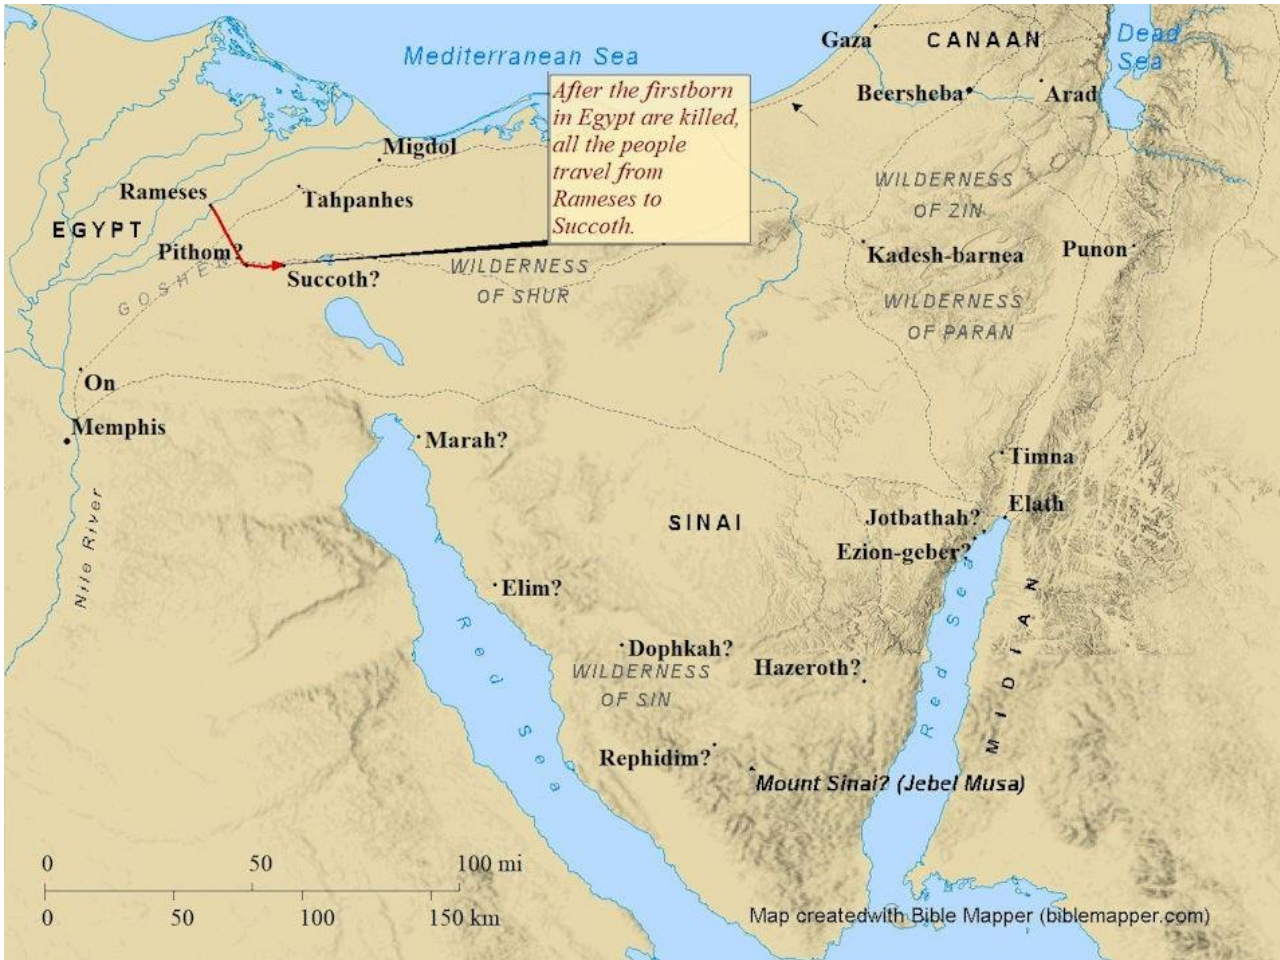 Mediterranean Sea
Gaza
CANAAN
Dead
Sea
After the firstborn
in Egypt are killed,
all the people
travel from
Rameses to
Succoth.
Beersheba
Arad
Migdol
Rameses
Tahpanhes
EGYPT
WILDERNESS
OF ZIN
Pithom?
GOSHEN
Succoth?
WILDERNESS
OF SHUR
Kadesh-barnea
Punon
WILDERNESS
OF PARAN
On
Memphis
Marah?
Timna
Nile River
SINAI
Elath
Jotbathah?
Ezion-geber?
Elim?
Red Sea
Red Sea
MIDIAN
Dophkah?
WILDERNESS
OF SIN
Hazeroth?
Rephidim?
Mount Sinai? (Jebel Musa)
0 50 100 mi
0 50 100 150 km
Map createdwith Bible Mapper (biblemapper.com)